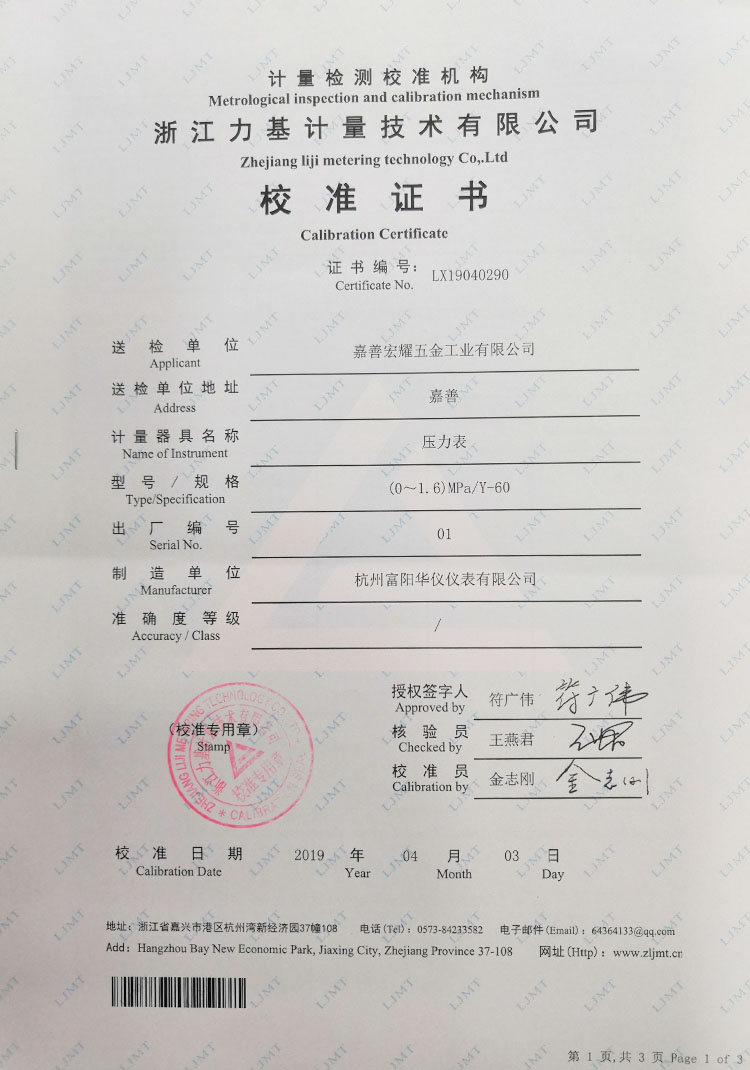 计量检测校准机构
Metrological inspection and calibration mechanism
浙江力基计量技术有限公司
Zhejiang liji metering technology Co,.Ltd
校准证书
Calibration Certificate
证书编号: LX19040290
Certificate No.
送检单位 嘉善宏耀五金工业有限公司
Applicant
送检单位地址 嘉善
Address
计量器具名称 压力表
Name of Instrument
型号/规格 (0~1.6)MPa/Y-60
Type/Specification
出厂编号 01
Serial No.
制造单位 杭州富阳华仪仪表有限公司
Manufacturer
准确度等级 /
Accuracy / Class
授权签字人 符广伟 符广伟
Approved by
(校准专用章)
Stamp
核验员 王燕君
Checked by
校准员 金志刚 金志刚
Calibration by
校准专用章
校准日期 2019 年 04 月 03 日
Calibration Date Year Month Day
地址: 浙江省嘉兴市港区杭州湾新经济园37幢108 电话(Tel): 0573-84233582 电子邮件(Email): 64364133@qq.com
Add: Hangzhou Bay New Economic Park, Jiaxing City, Zhejiang Province 37-108 网址(Http): www.zljmt.cn
第 1 页,共 3 页 Page 1 of 3
LJMT